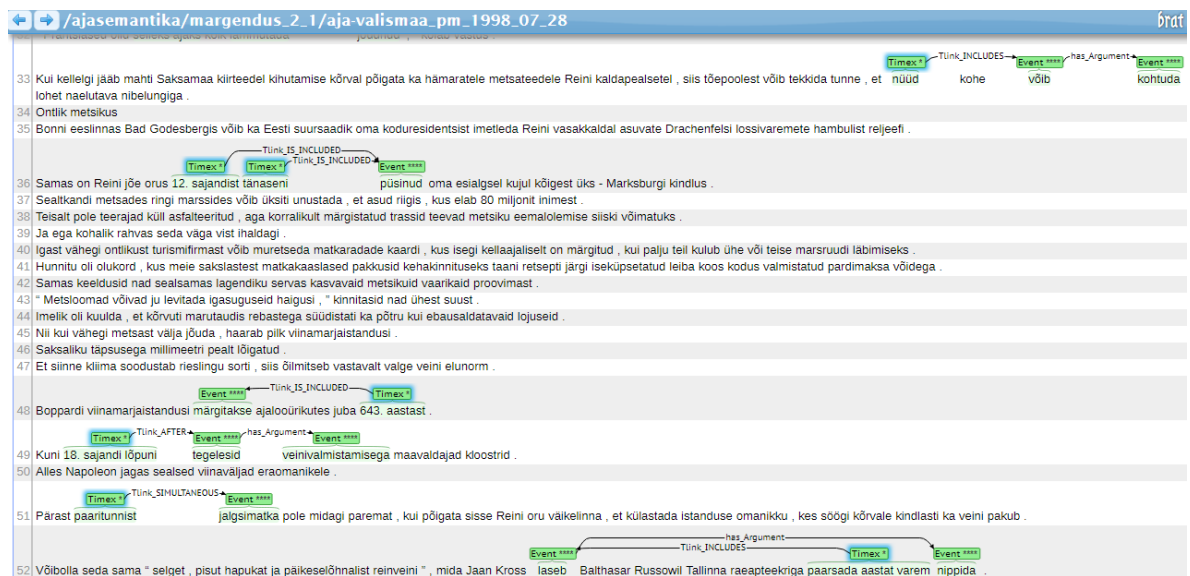 /ajasemantika/margendus_2_1/aja-valismaa_pm_1998_07_28 brat
Timex * Tlink_INCLUDES Event **** has_Argument Event ****
33 Kui kellelgi jääb mahti Saksamaa kiirteedel kihutamise kõrval põigata ka hämaratele metsateedele Reini kaldapealsetel , siis tõepoolest võib tekkida tunne , et nüüd kohe võib kohtuda
lohet naelutava nibelungiga .
34 Ontlik metsikus
35 Bonni eeslinnas Bad Godesbergis võib ka Eesti suursaadik oma koduresidentsist imetleda Reini vasakkaldal asuvate Drachenfelsi lossivaremete hambulist reljeefi .
Tlink_IS_INCLUDED
Timex * Timex * Tlink_IS_INCLUDED Event ****
36 Samas on Reini jõe orus 12. sajandist tänaseni püsinud oma esialgsel kujul kõigest üks - Marksburgi kindlus .
37 Sealtkandi metsades ringi marssides võib üksiti unustada , et asud riigis , kus elab 80 miljonit inimest .
38 Teisalt pole teerajad küll asfalteeritud , aga korralikult märgistatud trassid teevad metsiku eemalolemise siiski võimatuks .
39 Ja ega kohalik rahvas seda väga vist ihaldagi .
40 Igast vähegi ontlikust turismifirmast võib muretseda matkaradade kaardi , kus isegi kellaajaliselt on märgitud , kui palju teil kulub ühe või teise marsruudi läbimiseks .
41 Hunnitu oli olukord , kus meie sakslastest matkakaaslased pakkusid kehakinnituseks taani retsepti järgi iseküpsetatud leiba koos kodus valmistatud pardimaksa võidega .
42 Samas keeldusid nad sealsamas lagendiku servas kasvavaid metsikuid vaarikaid proovimast .
43 “ Metsloomad võivad ju levitada igasuguseid haigusi , ” kinnitasid nad ühest suust .
44 Imelik oli kuulda , et kõrvuti marutaudis rebastega süüdistati ka põtru kui ebausaldatavaid lojuseid .
45 Nii kui vähegi metsast välja jõuda , haarab pilk viinamarjaistandusi .
46 Saksaliku täpsusega millimeetri pealt lõigatud .
47 Et siinne kliima soodustab rieslingu sorti , siis õilmitseb vastavalt valge veini elunorm .
Event **** Tlink_IS_INCLUDED Timex *
48 Boppardi viinamarjaistandusi märgitakse ajalooürikutes juba 643. aastast .
Timex * Tlink_AFTER Event **** has_Argument Event ****
49 Kuni 18. sajandi lõpuni tegelesid veinivalmistamisega maavaldajad kloostrid .
50 Alles Napoleon jagas sealsed viinaväljad eraomanikele .
Timex * Tlink_SIMULTANEOUS Event ****
51 Pärast paaritunnist jalgsimatka pole midagi paremat , kui põigata sisse Reini oru väikelinna , et külastada istanduse omanikku , kes söögi kõrvale kindlasti ka veini pakub .
has_Argument
Event **** Tlink_INCLUDES Timex * Event ****
52 Võibolla seda sama “ selget , pisut hapukat ja päikeselõhnalist reinveini ” , mida Jaan Kross laseb Balthasar Russowil Tallinna raeapteekriga paarsada aastat varem nippida .